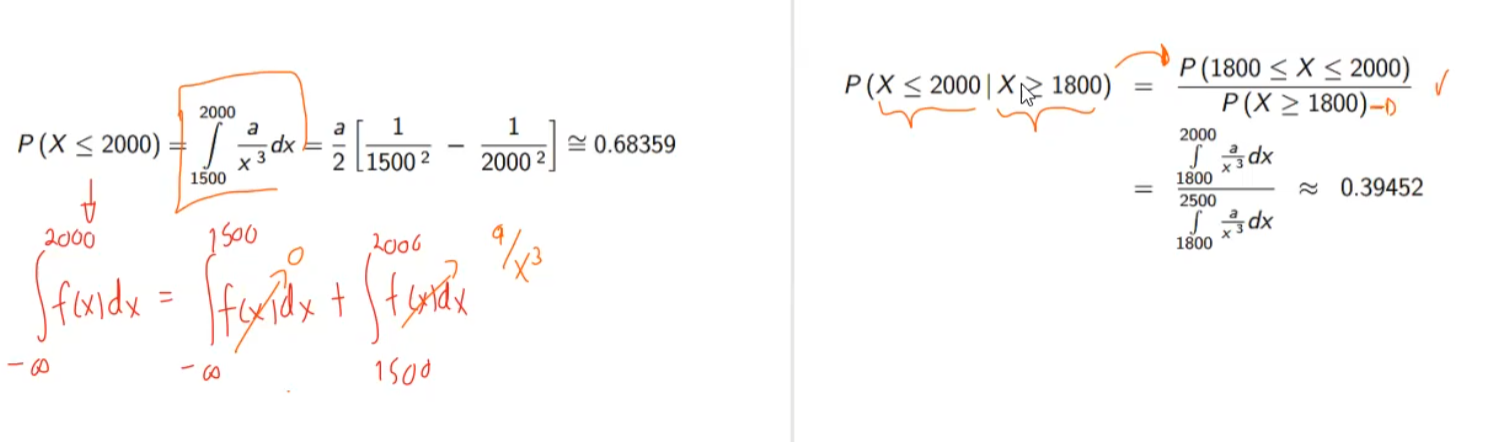 P(X ≤ 2000) = ∫_{1500}^{2000} a/x³ dx = a/2 [1/1500² − 1/2000²] ≅ 0.68359
∫_{-∞}^{2000} f(x)dx = ∫_{-∞}^{1500} f(x)dx 0 + ∫_{1500}^{2000} f(x)dx a/x³
P(X ≤ 2000 | X ≥ 1800) = P(1800 ≤ X ≤ 2000) / P(X ≥ 1800) ✓
= ∫_{1800}^{2000} a/x³ dx / ∫_{1800}^{2500} a/x³ dx ≈ 0.39452